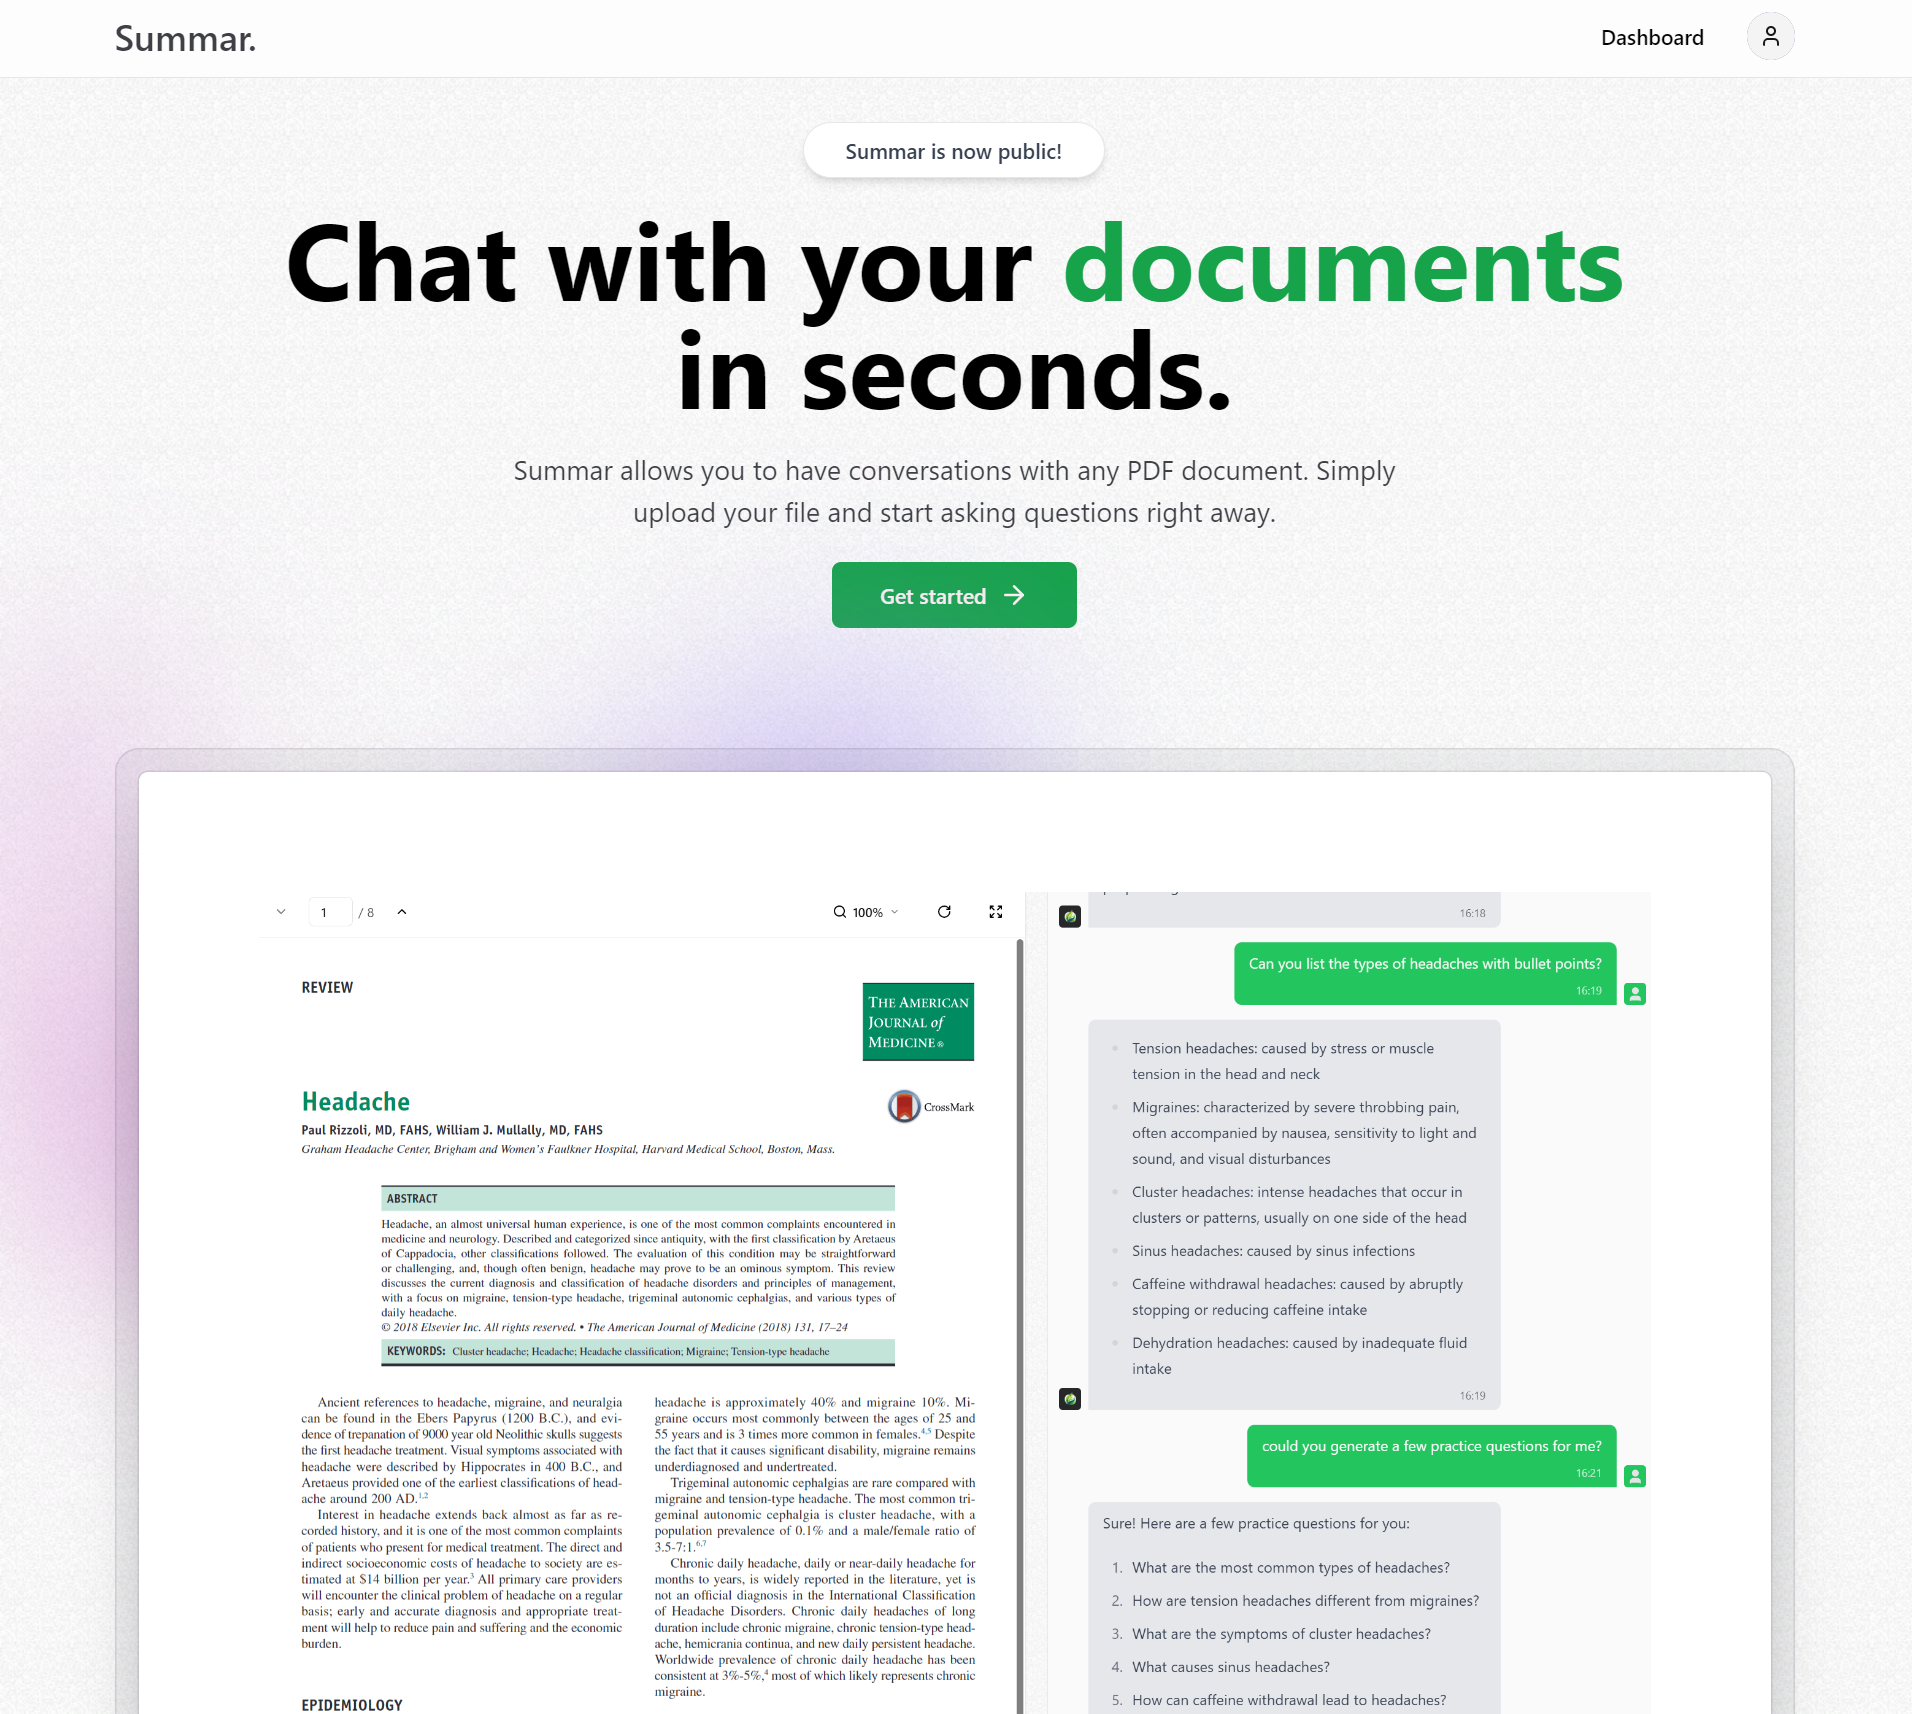 Summar.
Dashboard
Summar is now public!
Chat with your documents
in seconds.
Summar allows you to have conversations with any PDF document. Simply
upload your file and start asking questions right away.
Get started
1 / 8
100%
REVIEW
THE AMERICAN
JOURNAL of
MEDICINE ®
Headache
CrossMark
Paul Rizzoli, MD, FAHS, William J. Mullally, MD, FAHS
Graham Headache Center, Brigham and Women's Faulkner Hospital, Harvard Medical School, Boston, Mass.
ABSTRACT
Headache, an almost universal human experience, is one of the most common complaints encountered in
medicine and neurology. Described and categorized since antiquity, with the first classification by Aretaeus
of Cappadocia, other classifications followed. The evaluation of this condition may be straightforward
or challenging, and, though often benign, headache may prove to be an ominous symptom. This review
discusses the current diagnosis and classification of headache disorders and principles of management,
with a focus on migraine, tension-type headache, trigeminal autonomic cephalgias, and various types of
daily headache.
© 2018 Elsevier Inc. All rights reserved. • The American Journal of Medicine (2018) 131, 17–24
KEYWORDS: Cluster headache; Headache; Headache classification; Migraine; Tension-type headache
Ancient references to headache, migraine, and neuralgia
can be found in the Ebers Papyrus (1200 B.C.), and evi-
dence of trepanation of 9000 year old Neolithic skulls suggests
the first headache treatment. Visual symptoms associated with
headache were described by Hippocrates in 400 B.C., and
Aretaeus provided one of the earliest classifications of head-
ache around 200 AD.1,2
Interest in headache extends back almost as far as re-
corded history, and it is one of the most common complaints
of patients who present for medical treatment. The direct and
indirect socioeconomic costs of headache to society are es-
timated at $14 billion per year.3 All primary care providers
will encounter the clinical problem of headache on a regular
basis; early and accurate diagnosis and appropriate treat-
ment will help to reduce pain and suffering and the economic
burden.
EPIDEMIOLOGY
headache is approximately 40% and migraine 10%. Mi-
graine occurs most commonly between the ages of 25 and
55 years and is 3 times more common in females.4,5 Despite
the fact that it causes significant disability, migraine remains
underdiagnosed and undertreated.
Trigeminal autonomic cephalgias are rare compared with
migraine and tension-type headache. The most common tri-
geminal autonomic cephalgia is cluster headache, with a
population prevalence of 0.1% and a male/female ratio of
3.5-7:1.6,7
Chronic daily headache, daily or near-daily headache for
months to years, is widely reported in the literature, yet is
not an official diagnosis in the International Classification
of Headache Disorders. Chronic daily headaches of long
duration include chronic migraine, chronic tension-type head-
ache, hemicrania continua, and new daily persistent headache.
Worldwide prevalence of chronic daily headache has been
consistent at 3%-5%,4 most of which likely represents chronic
migraine.
16:18
Can you list the types of headaches with bullet points?
16:19
Tension headaches: caused by stress or muscle
tension in the head and neck
Migraines: characterized by severe throbbing pain,
often accompanied by nausea, sensitivity to light and
sound, and visual disturbances
Cluster headaches: intense headaches that occur in
clusters or patterns, usually on one side of the head
Sinus headaches: caused by sinus infections
Caffeine withdrawal headaches: caused by abruptly
stopping or reducing caffeine intake
Dehydration headaches: caused by inadequate fluid
intake
16:19
could you generate a few practice questions for me?
16:21
Sure! Here are a few practice questions for you:
1. What are the most common types of headaches?
2. How are tension headaches different from migraines?
3. What are the symptoms of cluster headaches?
4. What causes sinus headaches?
5. How can caffeine withdrawal lead to headaches?